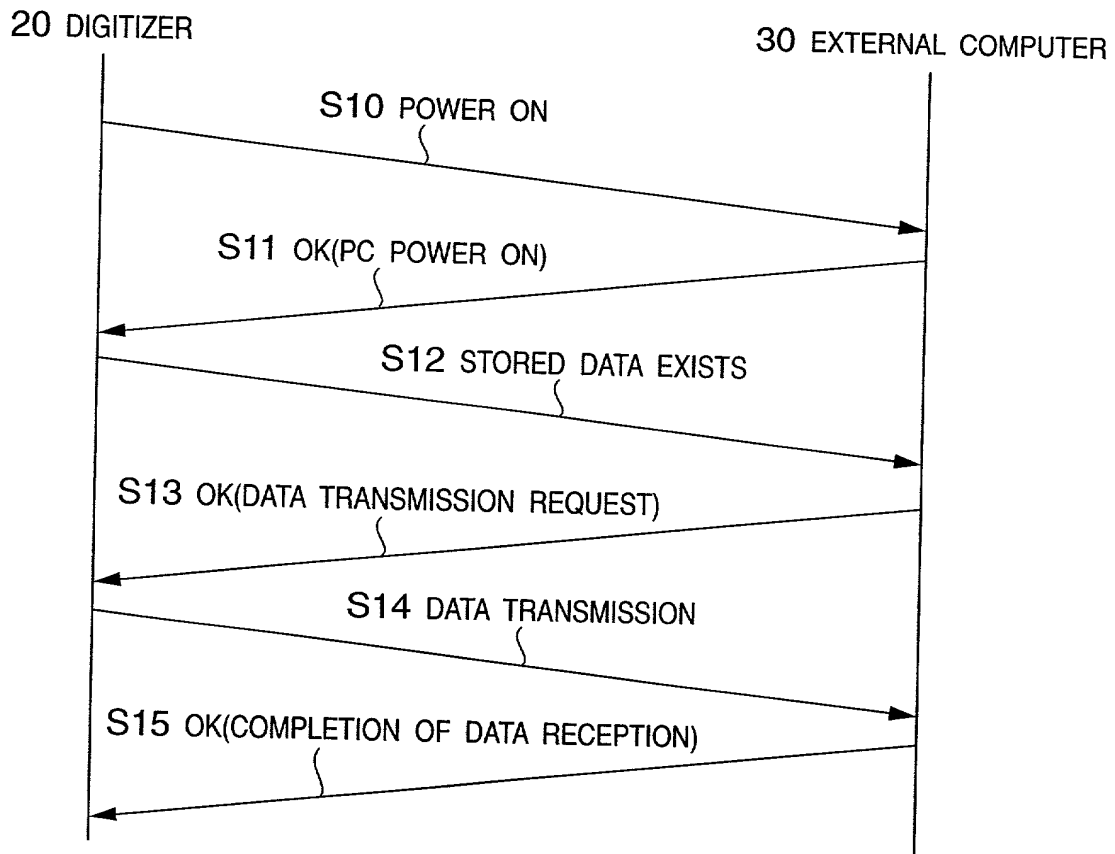 20 DIGITIZER
30 EXTERNAL COMPUTER
S10 POWER ON
S11 OK(PC POWER ON)
S12 STORED DATA EXISTS
S13 OK(DATA TRANSMISSION REQUEST)
S14 DATA TRANSMISSION
S15 OK(COMPLETION OF DATA RECEPTION)